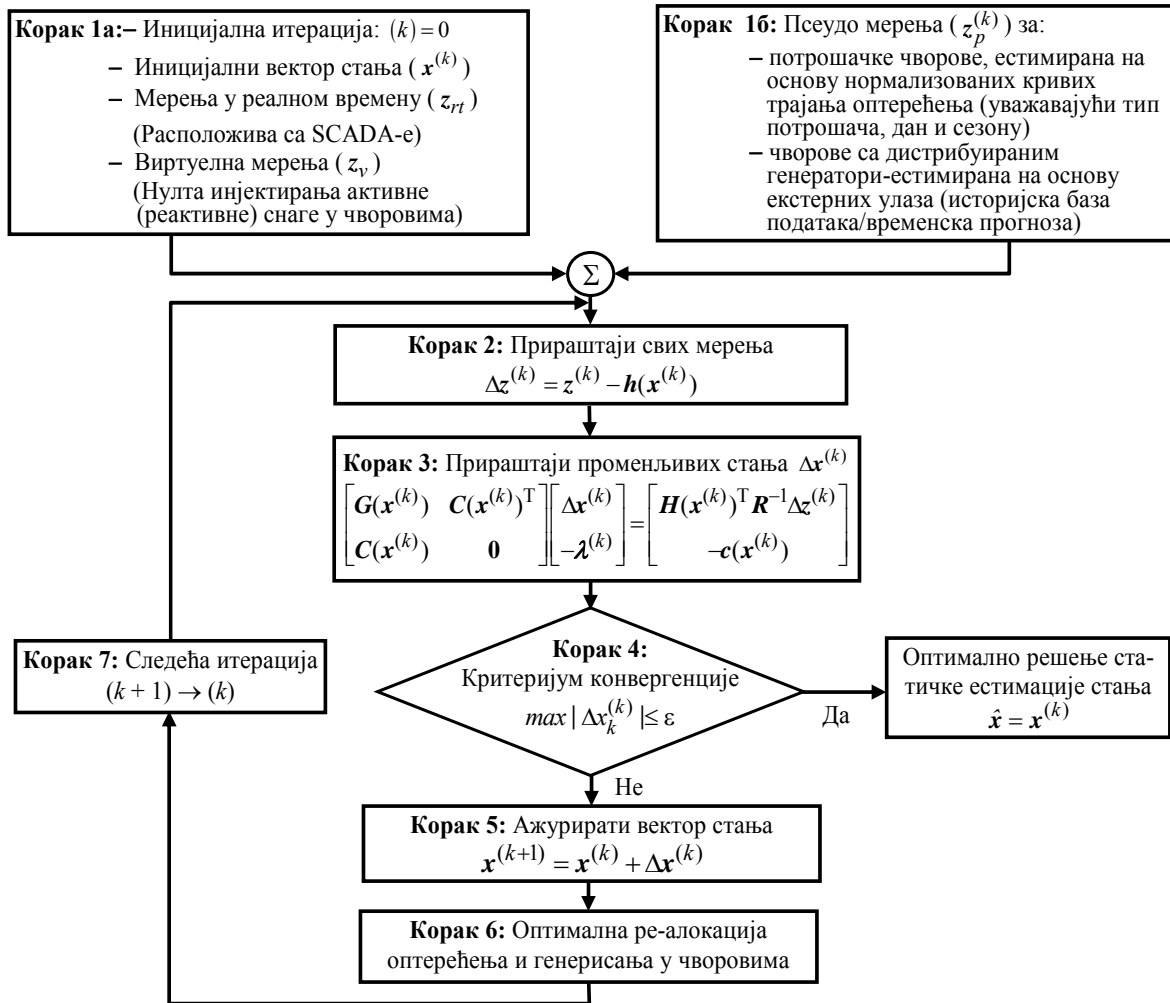 Корак 1а:– Иницијална итерација: (k) = 0
– Иницијални вектор стања ( x^(k) )
– Мерења у реалном времену ( z_rt )
(Расположива са SCADA-е)
– Виртуелна мерења ( z_v )
(Нулта инјектирања активне
(реактивне) снаге у чворовима)
Корак 1б: Псеудо мерења ( z_p^(k) ) за:
– потрошачке чворове, естимирана на
основу нормализованих кривих
трајања оптерећења (уважавајући тип
потрошача, дан и сезону)
– чворове са дистрибуираним
генератори-естимирана на основу
екстерних улаза (историјска база
података/временска прогноза)
Σ
Корак 2: Прираштаји свих мерења
Δz^(k) = z^(k) – h(x^(k))
Корак 3: Прираштаји променљивих стања Δx^(k)
[G(x^(k)) C(x^(k))^T] [Δx^(k)] = [H(x^(k))^T R^–1 Δz^(k)]
[C(x^(k)) 0] [–λ^(k)] [–c(x^(k))]
Корак 4:
Критеријум конвергенције
max | Δx_k^(k) | ≤ ε
Да
Оптимално решење ста-
тичке естимације стања
x̂ = x^(k)
Не
Корак 5: Ажурирати вектор стања
x^(k+1) = x^(k) + Δx^(k)
Корак 6: Оптимална ре-алокација
оптерећења и генерисања у чворовима
Корак 7: Следећа итерација
(k + 1) → (k)